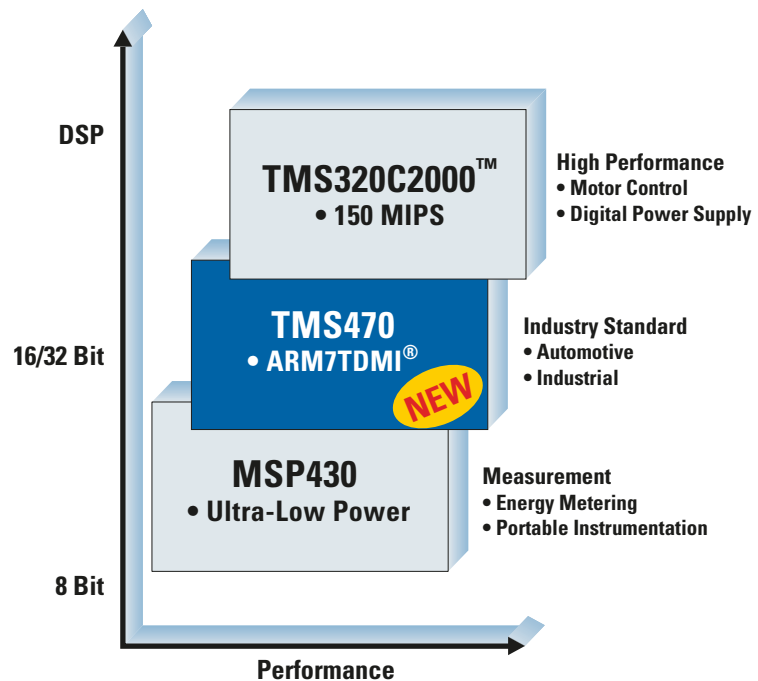 DSP
TMS320C2000™
• 150 MIPS
High Performance
• Motor Control
• Digital Power Supply
16/32 Bit
TMS470
• ARM7TDMI®
NEW
Industry Standard
• Automotive
• Industrial
MSP430
• Ultra-Low Power
Measurement
• Energy Metering
• Portable Instrumentation
8 Bit
Performance